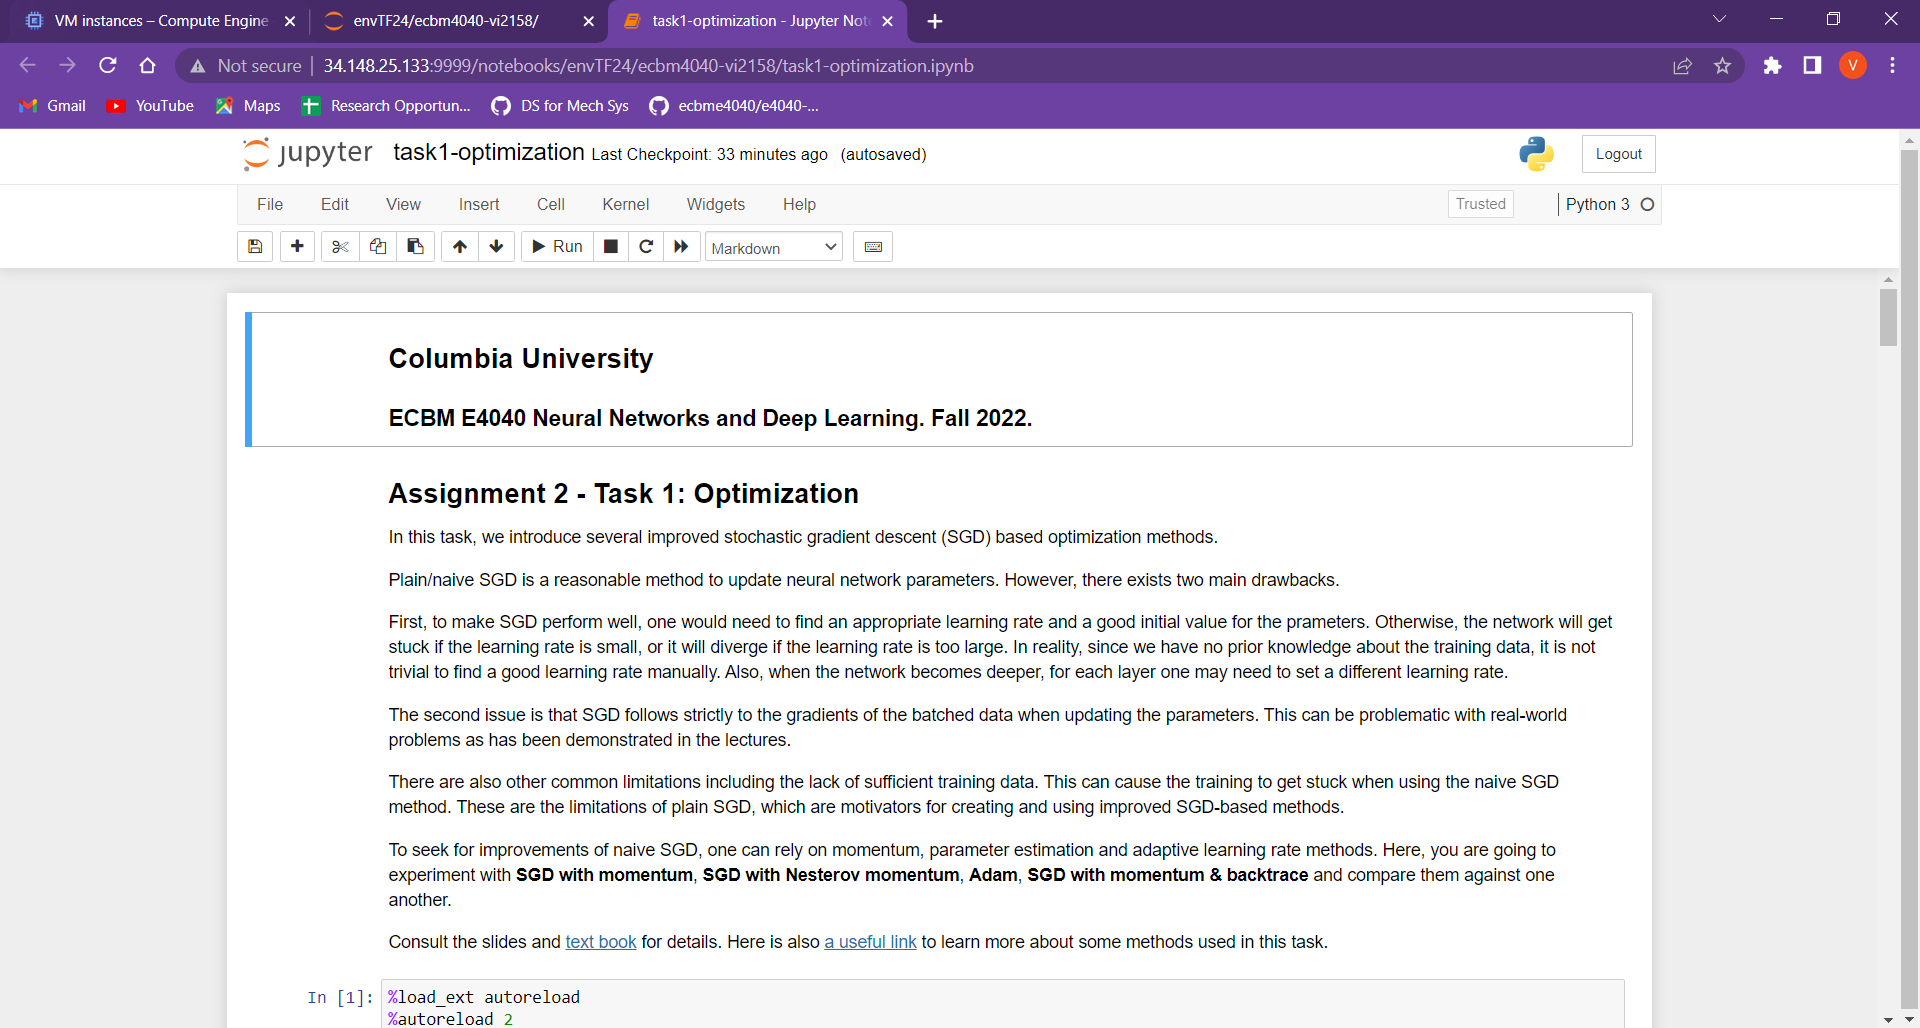 VM instances – Compute Engine
envTF24/ecbm4040-vi2158/
task1-optimization - Jupyter Not
Not secure
34.148.25.133:9999/notebooks/envTF24/ecbm4040-vi2158/task1-optimization.ipynb
V
Gmail
YouTube
Maps
Research Opportun...
DS for Mech Sys
ecbme4040/e4040-...
jupyter
task1-optimization
Last Checkpoint: 33 minutes ago
(autosaved)
Logout
File
Edit
View
Insert
Cell
Kernel
Widgets
Help
Trusted
Python 3
Run
Markdown
Columbia University
ECBM E4040 Neural Networks and Deep Learning. Fall 2022.
Assignment 2 - Task 1: Optimization
In this task, we introduce several improved stochastic gradient descent (SGD) based optimization methods.
Plain/naive SGD is a reasonable method to update neural network parameters. However, there exists two main drawbacks.
First, to make SGD perform well, one would need to find an appropriate learning rate and a good initial value for the prameters. Otherwise, the network will get
stuck if the learning rate is small, or it will diverge if the learning rate is too large. In reality, since we have no prior knowledge about the training data, it is not
trivial to find a good learning rate manually. Also, when the network becomes deeper, for each layer one may need to set a different learning rate.
The second issue is that SGD follows strictly to the gradients of the batched data when updating the parameters. This can be problematic with real-world
problems as has been demonstrated in the lectures.
There are also other common limitations including the lack of sufficient training data. This can cause the training to get stuck when using the naive SGD
method. These are the limitations of plain SGD, which are motivators for creating and using improved SGD-based methods.
To seek for improvements of naive SGD, one can rely on momentum, parameter estimation and adaptive learning rate methods. Here, you are going to
experiment with SGD with momentum, SGD with Nesterov momentum, Adam, SGD with momentum & backtrace and compare them against one
another.
Consult the slides and text book for details. Here is also a useful link to learn more about some methods used in this task.
In [1]:
%load_ext autoreload
%autoreload 2